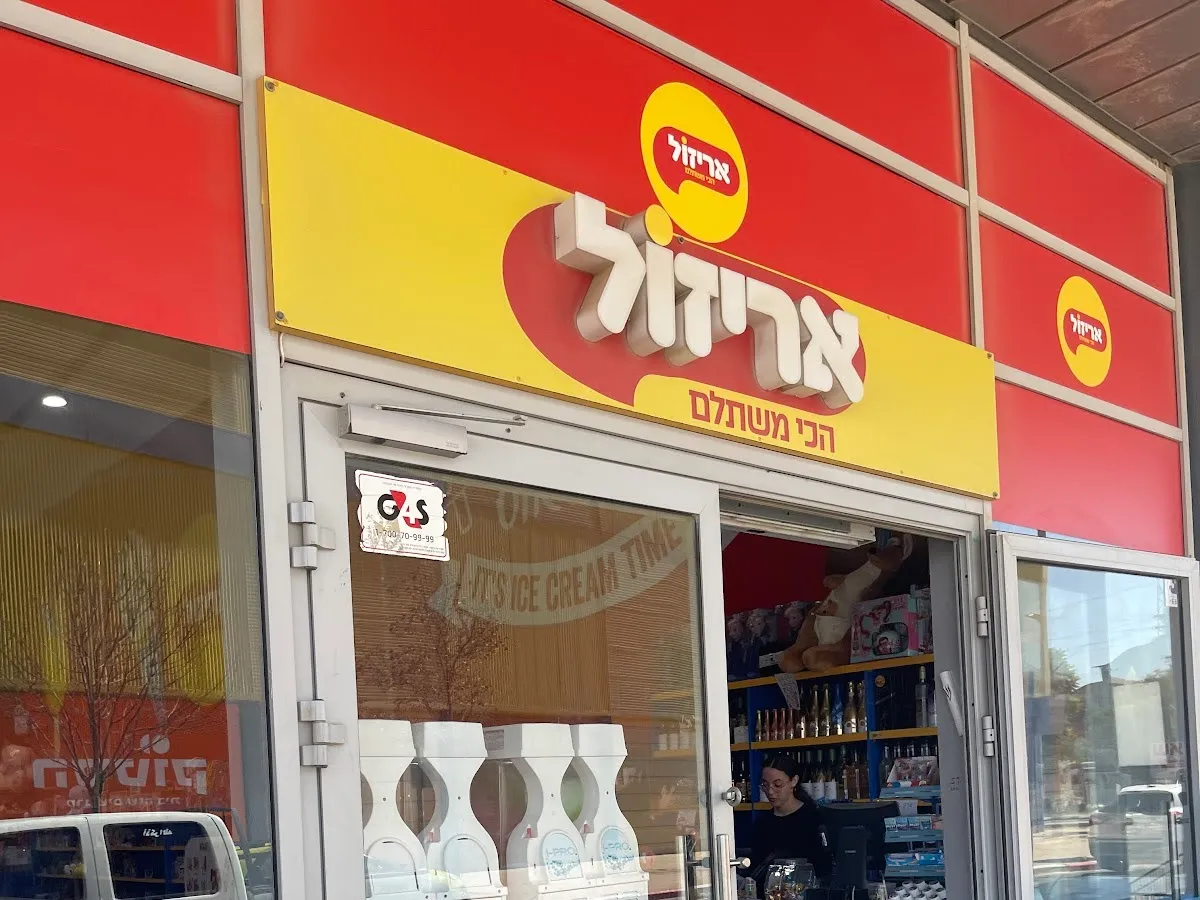 אריזול
הכי משתלם
אריזול
הכי משתלם
אריזול
G4S
1-700-70-99-99
IT'S ICE CREAM TIME